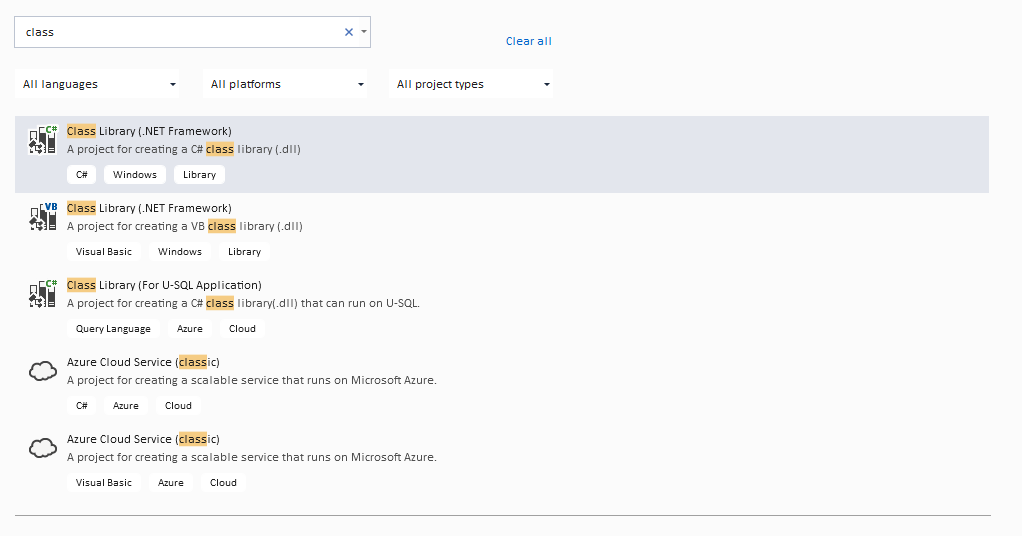 class
Clear all
All languages All platforms All project types
C#
Class Library (.NET Framework)
A project for creating a C# class library (.dll)
C# Windows Library
VB
Class Library (.NET Framework)
A project for creating a VB class library (.dll)
Visual Basic Windows Library
C#
Class Library (For U-SQL Application)
A project for creating a C# class library(.dll) that can run on U-SQL.
Query Language Azure Cloud
Azure Cloud Service (classic)
A project for creating a scalable service that runs on Microsoft Azure.
C# Azure Cloud
Azure Cloud Service (classic)
A project for creating a scalable service that runs on Microsoft Azure.
Visual Basic Azure Cloud